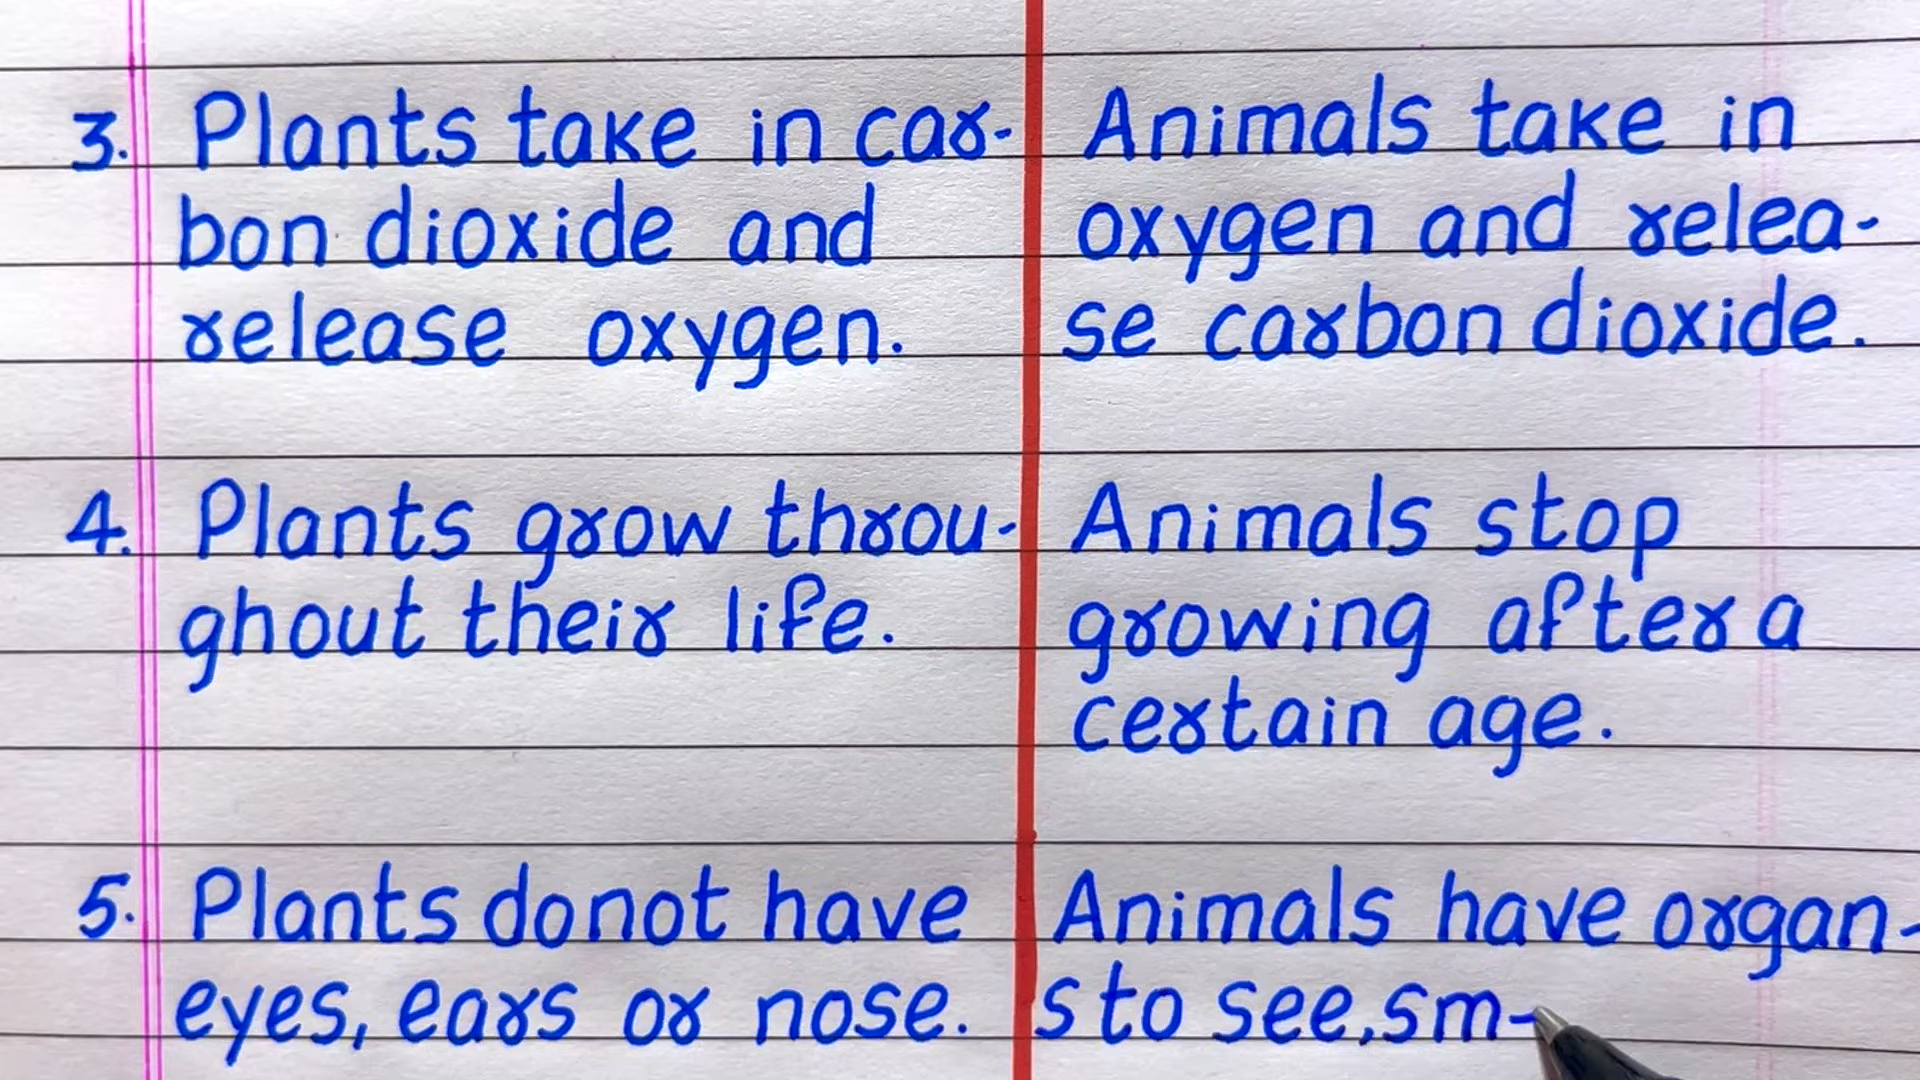 3. Plants take in car-
bon dioxide and
release oxygen.
Animals take in
oxygen and relea-
se carbon dioxide.
4. Plants grow throu-
ghout their life.
Animals stop
growing after a
certain age.
5. Plants donot have
eyes, ears or nose.
Animals have organ-
s to see, sm-